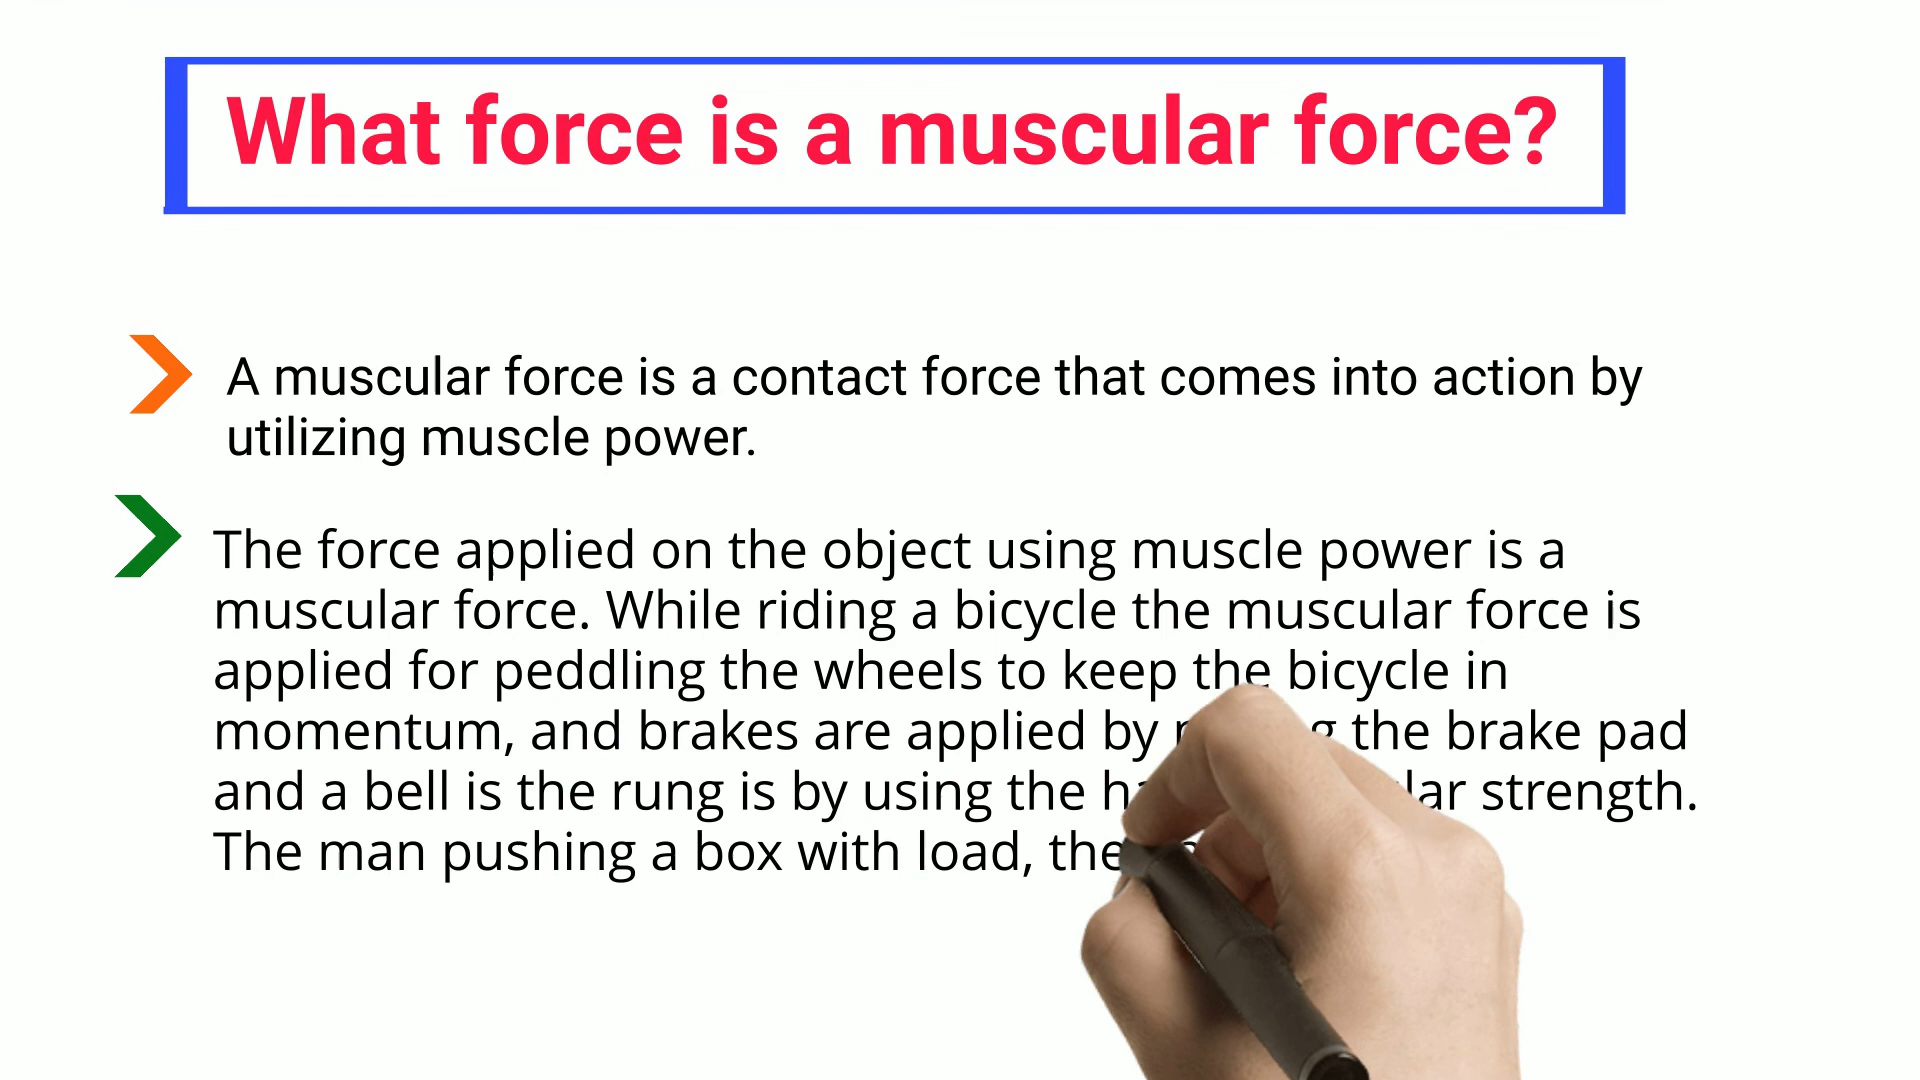 What force is a muscular force?
A muscular force is a contact force that comes into action by
utilizing muscle power.
The force applied on the object using muscle power is a
muscular force. While riding a bicycle the muscular force is
applied for peddling the wheels to keep the bicycle in
momentum, and brakes are applied by the brake pad
and a bell is the rung is by using the strength.
The man pushing a box with load, the